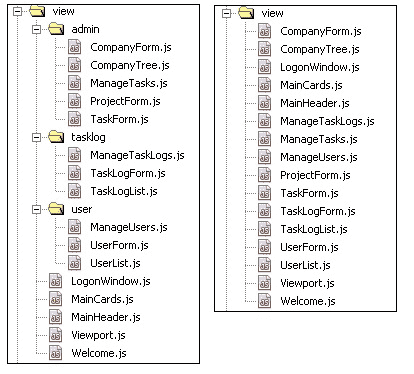 view
admin
CompanyForm.js
CompanyTree.js
ManageTasks.js
ProjectForm.js
TaskForm.js
tasklog
ManageTaskLogs.js
TaskLogForm.js
TaskLogList.js
user
ManageUsers.js
UserForm.js
UserList.js
LogonWindow.js
MainCards.js
MainHeader.js
Viewport.js
Welcome.js
view
CompanyForm.js
CompanyTree.js
LogonWindow.js
MainCards.js
MainHeader.js
ManageTaskLogs.js
ManageTasks.js
ManageUsers.js
ProjectForm.js
TaskForm.js
TaskLogForm.js
TaskLogList.js
UserForm.js
UserList.js
Viewport.js
Welcome.js